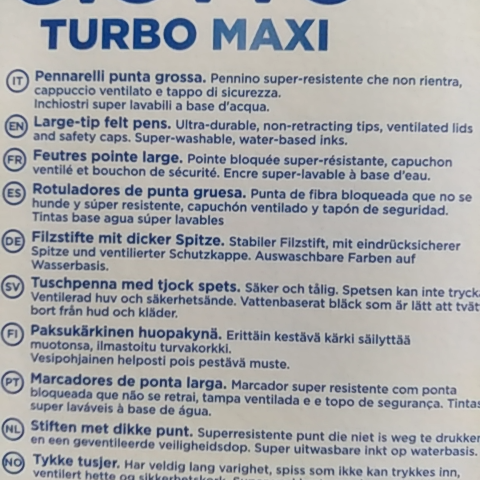 TURBO MAXI
IT Pennarelli punta grossa. Pennino super-resistente che non rientra,
cappuccio ventilato e tappo di sicurezza.
Inchiostri super lavabili a base d'acqua.
EN Large-tip felt pens. Ultra-durable, non-retracting tips, ventilated lids
and safety caps. Super-washable, water-based inks.
FR Feutres pointe large. Pointe bloquée super-résistante, capuchon
ventilé et bouchon de sécurité. Encre super-lavable à base d'eau.
ES Rotuladores de punta gruesa. Punta de fibra bloqueada que no se
hunde y súper resistente, capuchón ventilado y tapón de seguridad.
Tintas base agua súper lavables
DE Filzstifte mit dicker Spitze. Stabiler Filzstift, mit eindrücksicherer
Spitze und ventilierter Schutzkappe. Auswaschbare Farben auf
Wasserbasis.
SV Tuschpenna med tjock spets. Säker och tålig. Spetsen kan inte tryck
Ventilerad huv och säkerhetsände. Vattenbaserat bläck som är lätt att tvät
bort från hud och kläder.
FI Paksukärkinen huopakynä. Erittäin kestävä kärki säilyttää
muotonsa, ilmastoitu turvakorkki.
Vesipohjainen helposti pois pestävä muste.
PT Marcadores de ponta larga. Marcador super resistente com ponta
bloqueada que não se retrai, tampa ventilada e e topo de segurança. Tintas
super laváveis à base de água.
NL Stiften met dikke punt. Superresistente punt die niet is weg te drukken
en een geventileerde veiligheidsdop. Super uitwasbare inkt op waterbasis.
NO Tykke tusjer. Har veldig lang varighet, spiss som ikke kan trykkes inn,
ventilert hette og sikkerhetskork.